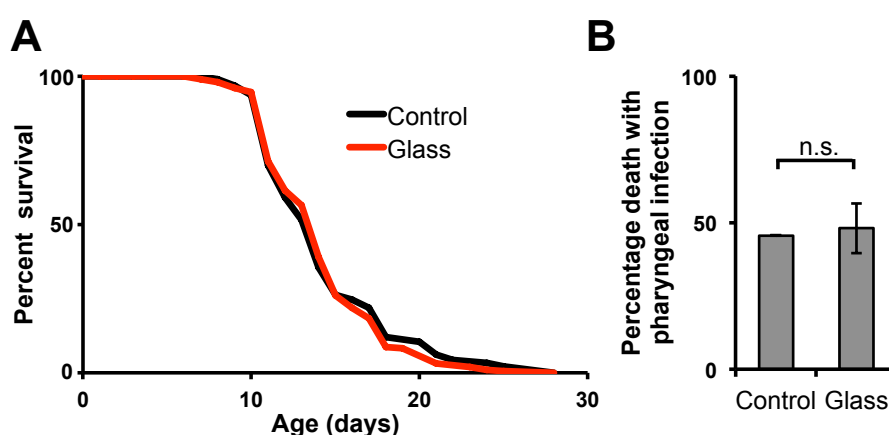 A
Percent survival
100
50
0
0
10
20
30
Age (days)
Control
Glass
B
Percentage death with
pharyngeal infection
100
50
0
n.s.
Control
Glass